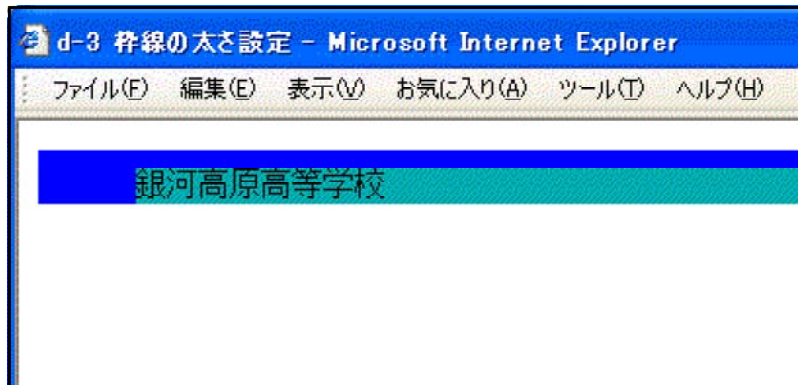 d-3 枠線の太さ設定 - Microsoft Internet Explorer
ファイル(F) 編集(E) 表示(V) お気に入り(A) ツール(T) ヘルプ(H)
銀河高原高等学校